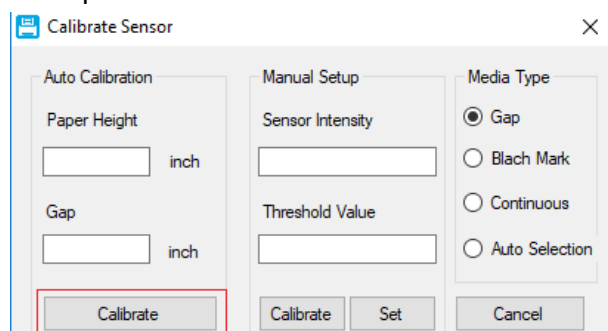 Calibrate Sensor
Auto Calibration
Paper Height
inch
Gap
inch
Calibrate
Manual Setup
Sensor Intensity
Threshold Value
Calibrate
Set
Media Type
Gap
Blach Mark
Continuous
Auto Selection
Cancel